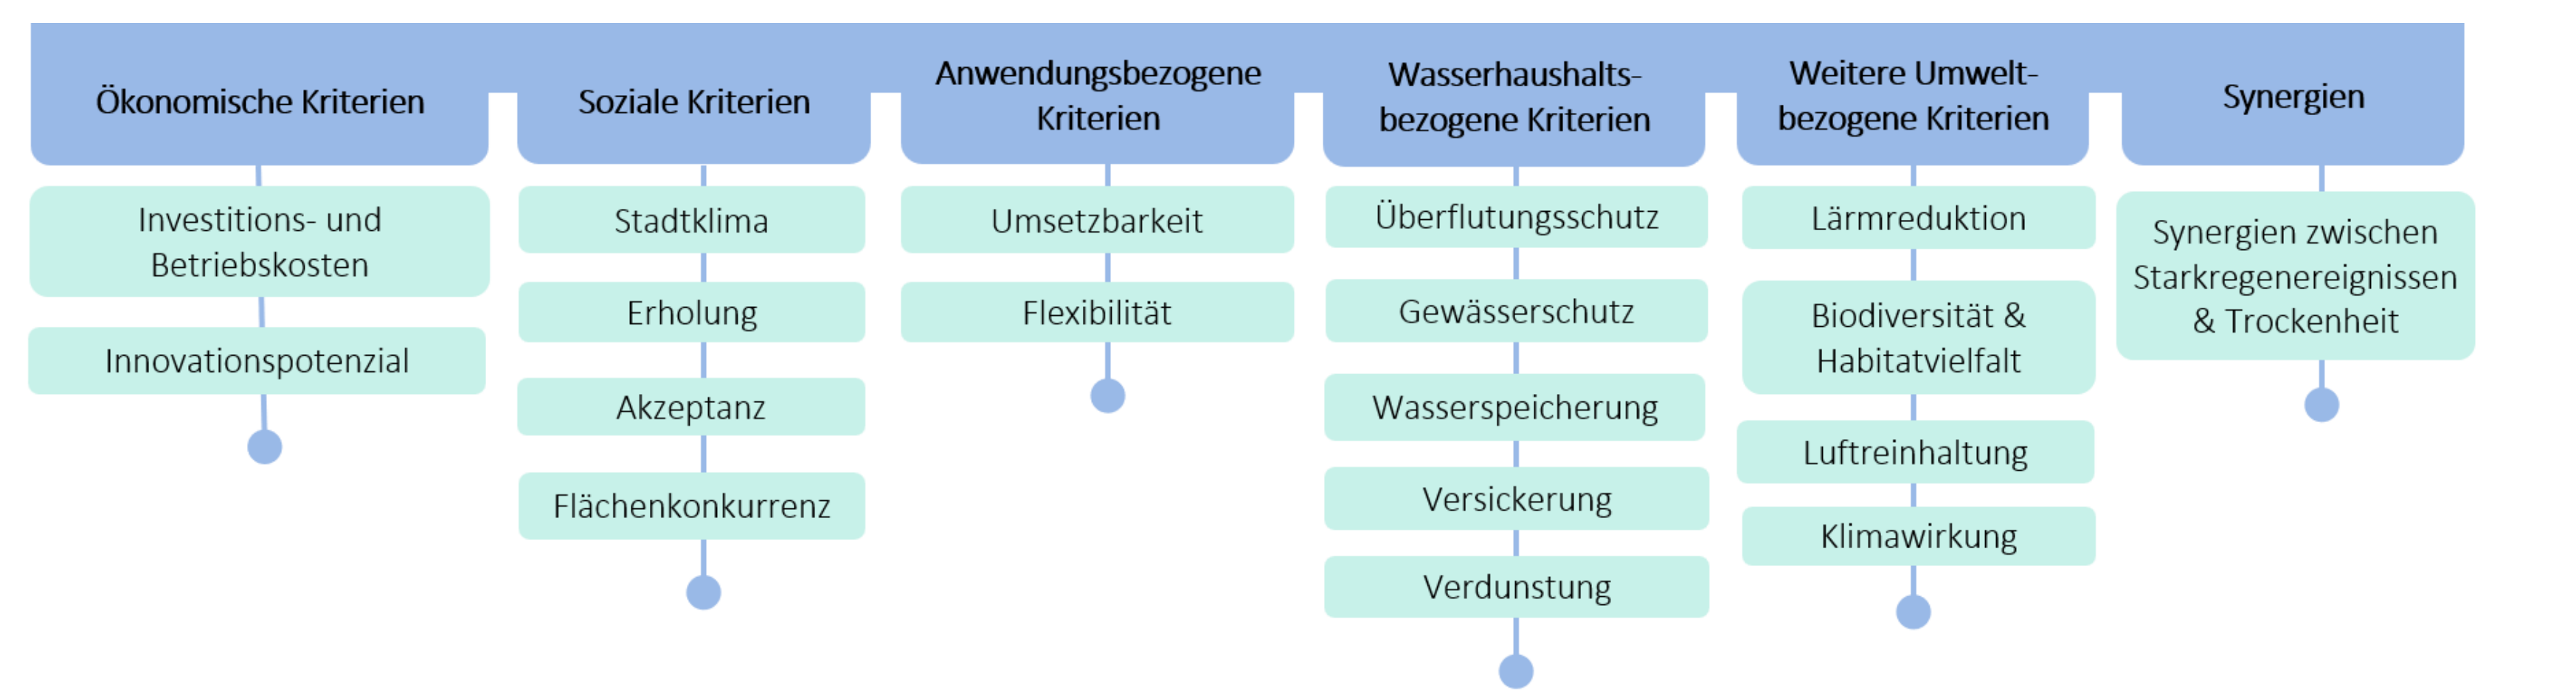 Ökonomische Kriterien
Investitions- und
Betriebskosten
Innovationspotenzial
Soziale Kriterien
Stadtklima
Erholung
Akzeptanz
Flächenkonkurrenz
Anwendungsbezogene
Kriterien
Umsetzbarkeit
Flexibilität
Wasserhaushalts-
bezogene Kriterien
Überflutungsschutz
Gewässerschutz
Wasserspeicherung
Versickerung
Verdunstung
Weitere Umwelt-
bezogene Kriterien
Lärmreduktion
Biodiversität &
Habitatvielfalt
Luftreinhaltung
Klimawirkung
Synergien
Synergien zwischen
Starkregenereignissen
& Trockenheit